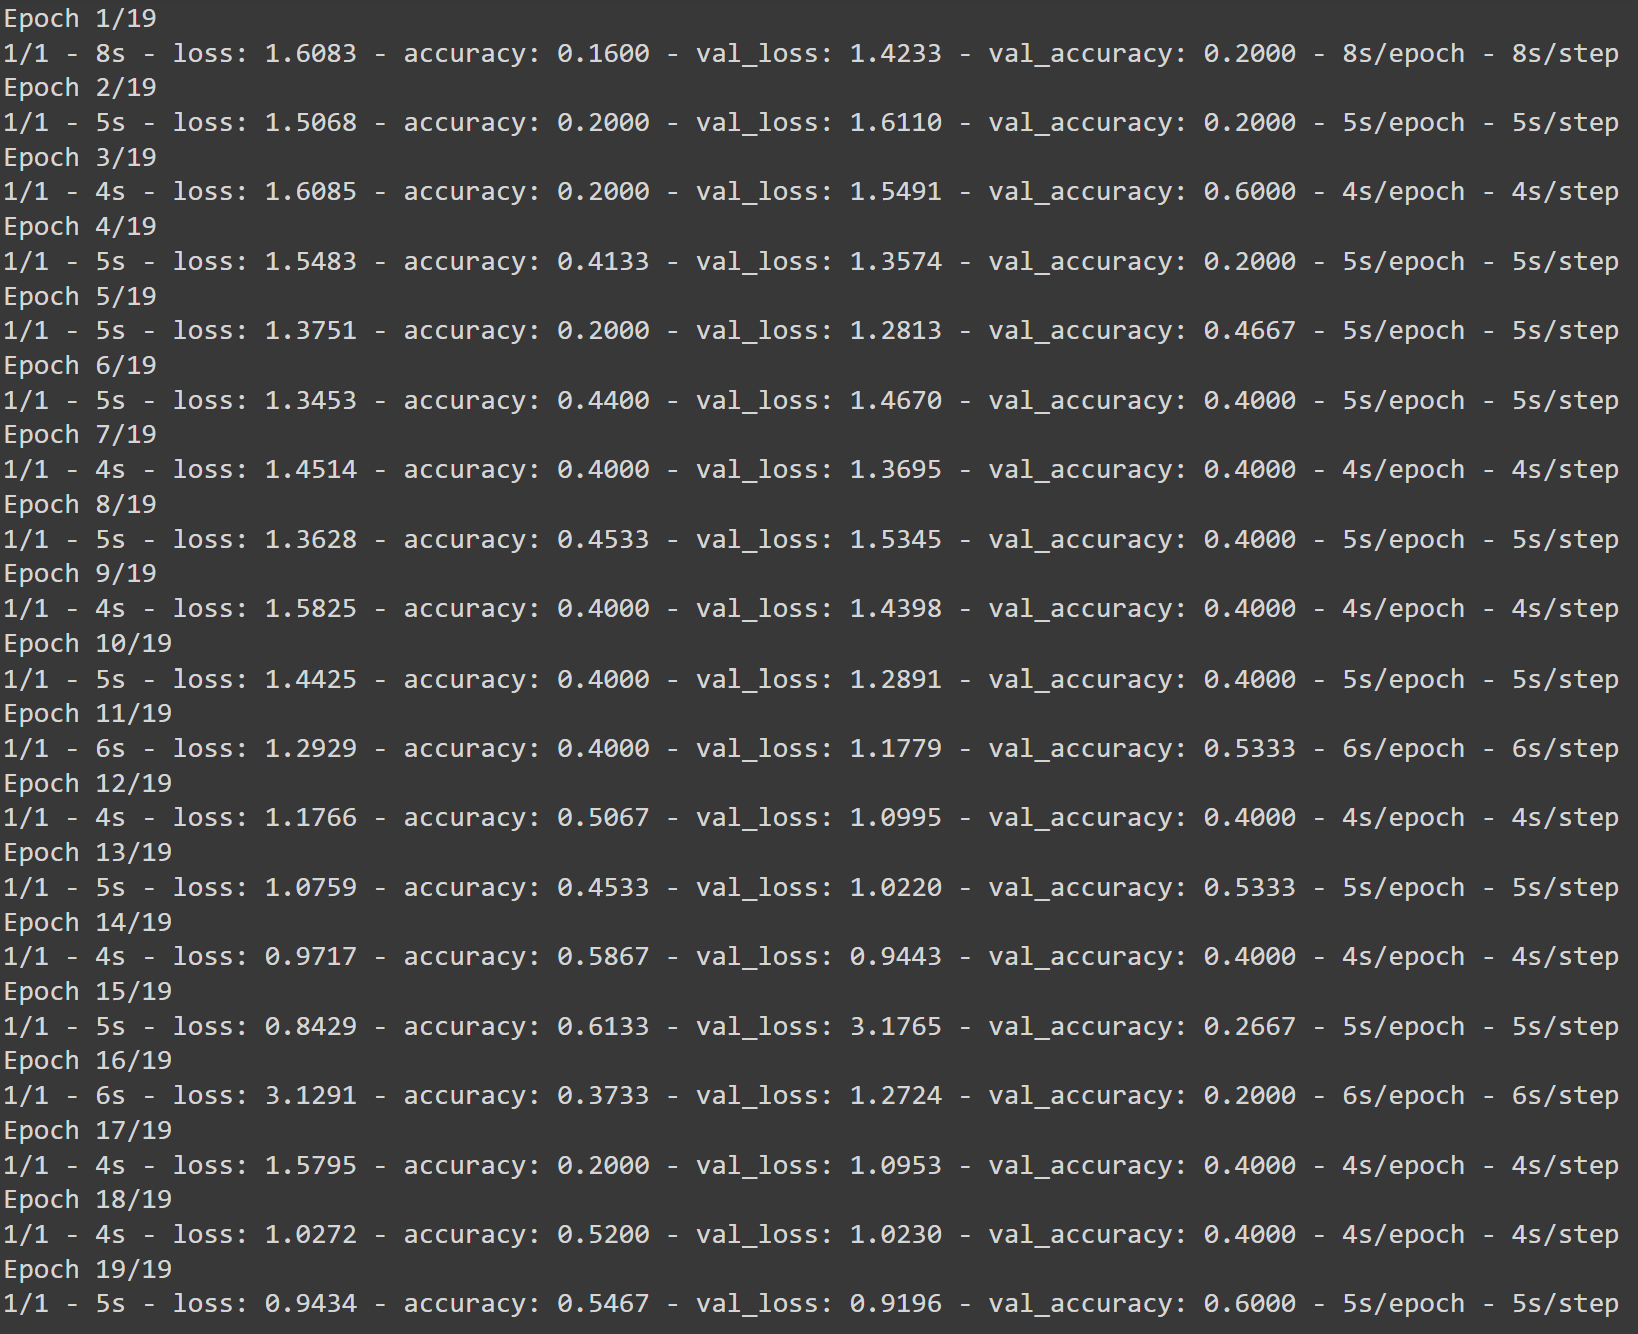 Epoch 1/19
1/1 - 8s - loss: 1.6083 - accuracy: 0.1600 - val_loss: 1.4233 - val_accuracy: 0.2000 - 8s/epoch - 8s/step
Epoch 2/19
1/1 - 5s - loss: 1.5068 - accuracy: 0.2000 - val_loss: 1.6110 - val_accuracy: 0.2000 - 5s/epoch - 5s/step
Epoch 3/19
1/1 - 4s - loss: 1.6085 - accuracy: 0.2000 - val_loss: 1.5491 - val_accuracy: 0.6000 - 4s/epoch - 4s/step
Epoch 4/19
1/1 - 5s - loss: 1.5483 - accuracy: 0.4133 - val_loss: 1.3574 - val_accuracy: 0.2000 - 5s/epoch - 5s/step
Epoch 5/19
1/1 - 5s - loss: 1.3751 - accuracy: 0.2000 - val_loss: 1.2813 - val_accuracy: 0.4667 - 5s/epoch - 5s/step
Epoch 6/19
1/1 - 5s - loss: 1.3453 - accuracy: 0.4400 - val_loss: 1.4670 - val_accuracy: 0.4000 - 5s/epoch - 5s/step
Epoch 7/19
1/1 - 4s - loss: 1.4514 - accuracy: 0.4000 - val_loss: 1.3695 - val_accuracy: 0.4000 - 4s/epoch - 4s/step
Epoch 8/19
1/1 - 5s - loss: 1.3628 - accuracy: 0.4533 - val_loss: 1.5345 - val_accuracy: 0.4000 - 5s/epoch - 5s/step
Epoch 9/19
1/1 - 4s - loss: 1.5825 - accuracy: 0.4000 - val_loss: 1.4398 - val_accuracy: 0.4000 - 4s/epoch - 4s/step
Epoch 10/19
1/1 - 5s - loss: 1.4425 - accuracy: 0.4000 - val_loss: 1.2891 - val_accuracy: 0.4000 - 5s/epoch - 5s/step
Epoch 11/19
1/1 - 6s - loss: 1.2929 - accuracy: 0.4000 - val_loss: 1.1779 - val_accuracy: 0.5333 - 6s/epoch - 6s/step
Epoch 12/19
1/1 - 4s - loss: 1.1766 - accuracy: 0.5067 - val_loss: 1.0995 - val_accuracy: 0.4000 - 4s/epoch - 4s/step
Epoch 13/19
1/1 - 5s - loss: 1.0759 - accuracy: 0.4533 - val_loss: 1.0220 - val_accuracy: 0.5333 - 5s/epoch - 5s/step
Epoch 14/19
1/1 - 4s - loss: 0.9717 - accuracy: 0.5867 - val_loss: 0.9443 - val_accuracy: 0.4000 - 4s/epoch - 4s/step
Epoch 15/19
1/1 - 5s - loss: 0.8429 - accuracy: 0.6133 - val_loss: 3.1765 - val_accuracy: 0.2667 - 5s/epoch - 5s/step
Epoch 16/19
1/1 - 6s - loss: 3.1291 - accuracy: 0.3733 - val_loss: 1.2724 - val_accuracy: 0.2000 - 6s/epoch - 6s/step
Epoch 17/19
1/1 - 4s - loss: 1.5795 - accuracy: 0.2000 - val_loss: 1.0953 - val_accuracy: 0.4000 - 4s/epoch - 4s/step
Epoch 18/19
1/1 - 4s - loss: 1.0272 - accuracy: 0.5200 - val_loss: 1.0230 - val_accuracy: 0.4000 - 4s/epoch - 4s/step
Epoch 19/19
1/1 - 5s - loss: 0.9434 - accuracy: 0.5467 - val_loss: 0.9196 - val_accuracy: 0.6000 - 5s/epoch - 5s/step